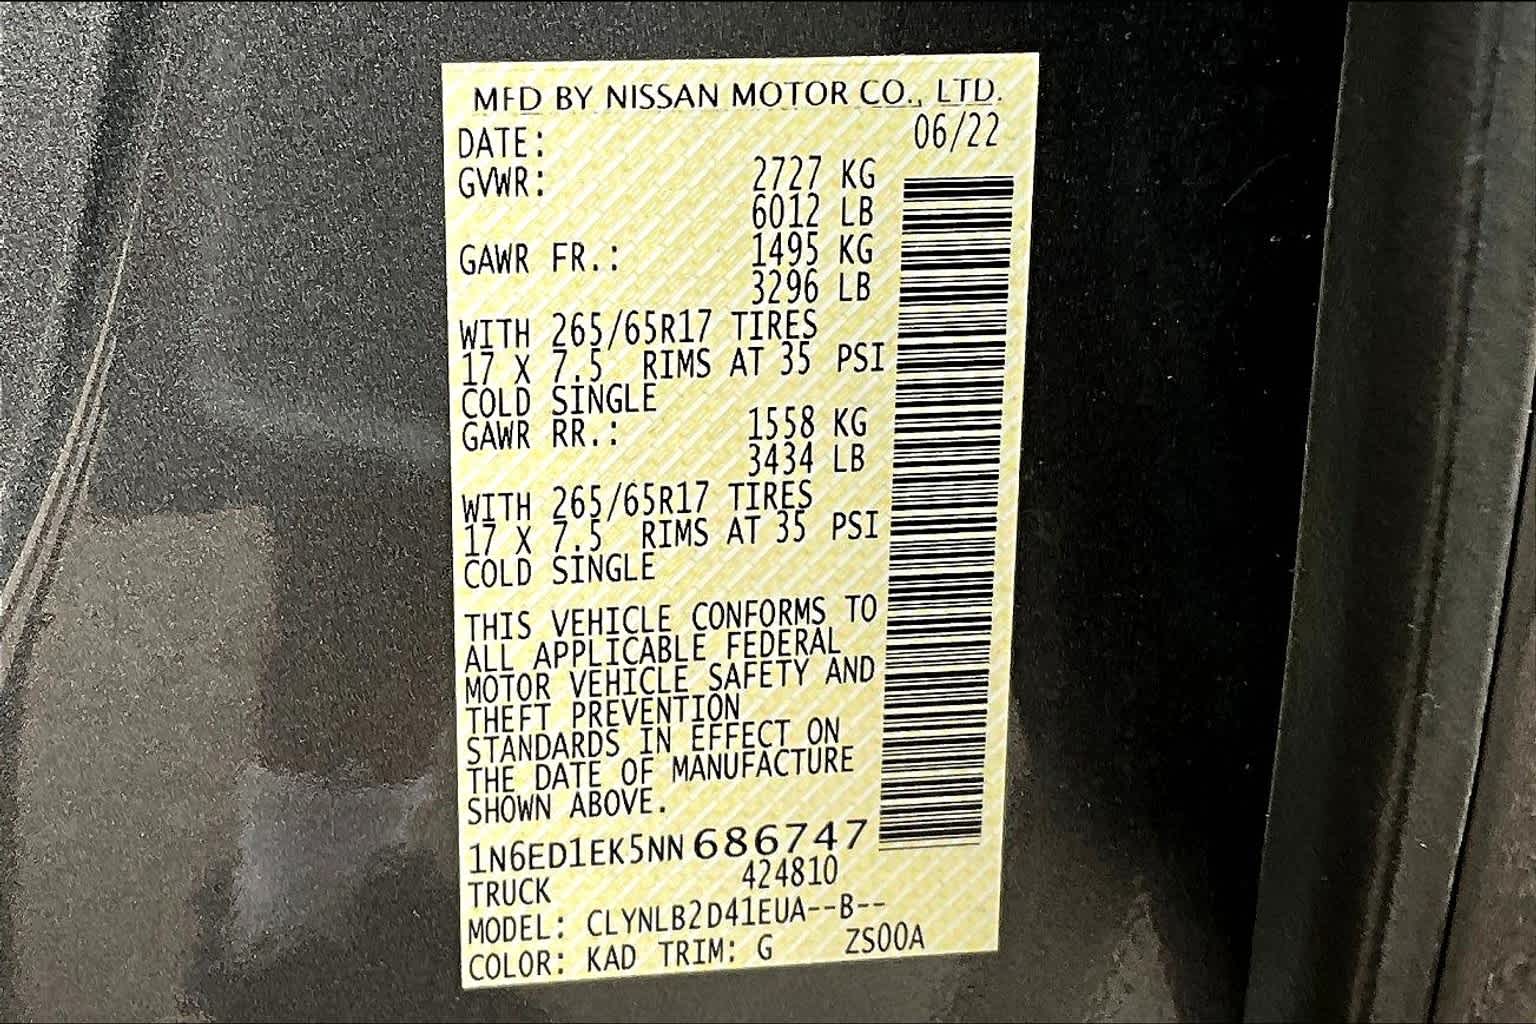 MFD BY NISSAN MOTOR CO., LTD.
DATE: 06/22
GVWR: 2727 KG
6012 LB
GAWR FR.: 1495 KG
3296 LB
WITH 265/65R17 TIRES
17 X 7.5 RIMS AT 35 PSI
COLD SINGLE
GAWR RR.: 1558 KG
3434 LB
WITH 265/65R17 TIRES
17 X 7.5 RIMS AT 35 PSI
COLD SINGLE
THIS VEHICLE CONFORMS TO
ALL APPLICABLE FEDERAL
MOTOR VEHICLE SAFETY AND
THEFT PREVENTION
STANDARDS IN EFFECT ON
THE DATE OF MANUFACTURE
SHOWN ABOVE.
1N6ED1EK5NN686747
TRUCK 424810
MODEL: CLYNLB2D41EUA--B--
COLOR: KAD TRIM: G ZS00A